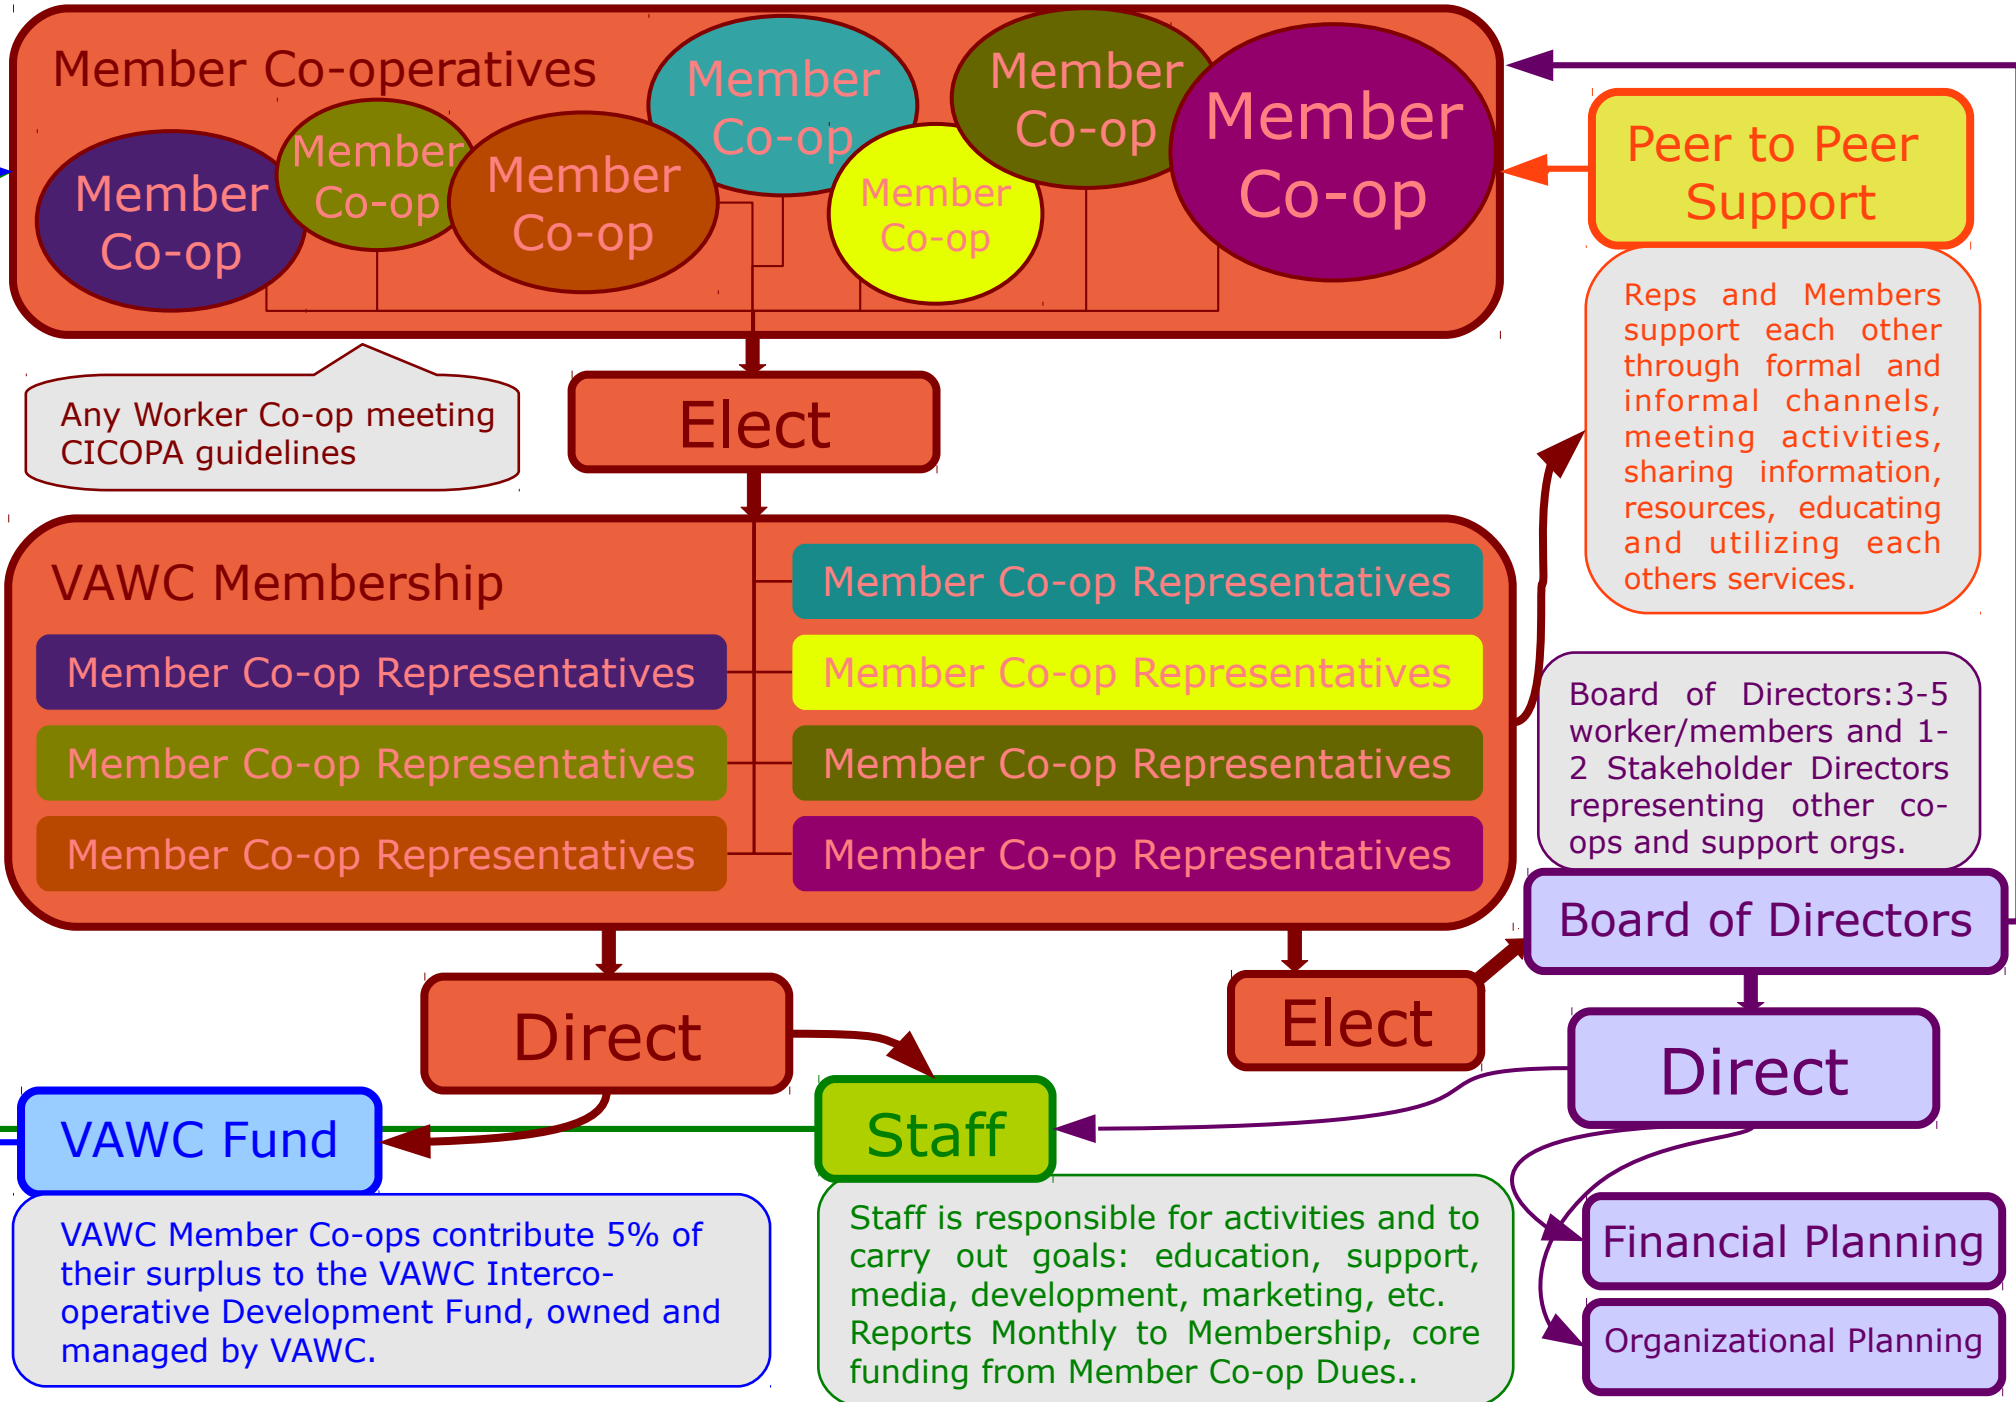 Member Co-operatives
Member
Co-op
Member
Co-op
Member
Co-op
Member
Co-op
Member
Co-op
Member
Co-op
Member
Co-op
Peer to Peer
Support
Reps and Members
support each other
through formal and
informal channels,
meeting activities,
sharing information,
resources, educating
and utilizing each
others services.
Any Worker Co-op meeting
CICOPA guidelines
Elect
VAWC Membership
Member Co-op Representatives
Member Co-op Representatives
Member Co-op Representatives
Member Co-op Representatives
Member Co-op Representatives
Member Co-op Representatives
Member Co-op Representatives
Board of Directors:3-5
worker/members and 1-
2 Stakeholder Directors
representing other co-
ops and support orgs.
Board of Directors
Direct
Elect
Direct
VAWC Fund
Staff
VAWC Member Co-ops contribute 5% of
their surplus to the VAWC Interco-
operative Development Fund, owned and
managed by VAWC.
Staff is responsible for activities and to
carry out goals: education, support,
media, development, marketing, etc.
Reports Monthly to Membership, core
funding from Member Co-op Dues..
Financial Planning
Organizational Planning